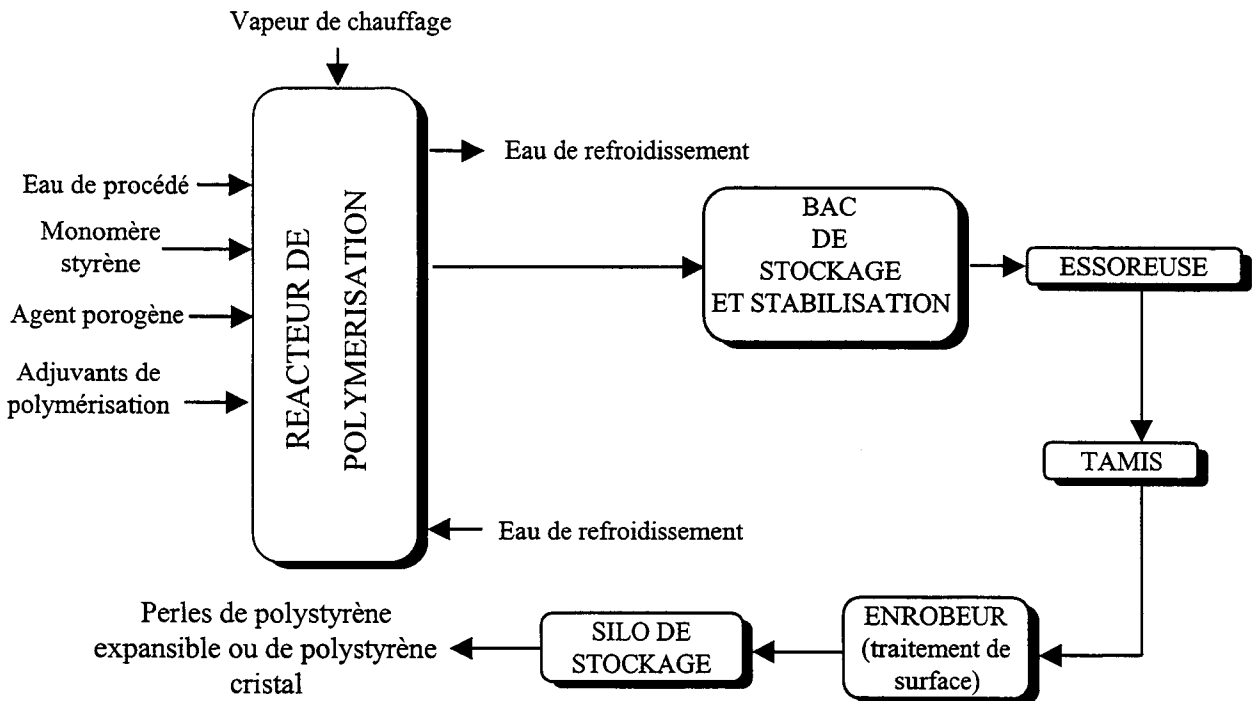 Vapeur de chauffage
Eau de refroidissement
Eau de procédé
Monomère
styrène
Agent porogène
Adjuvants de
polymérisation
REACTEUR DE
POLYMERISATION
BAC
DE
STOCKAGE
ET STABILISATION
ESSOREUSE
TAMIS
Eau de refroidissement
Perles de polystyrène
expansible ou de polystyrène
cristal
SILO DE
STOCKAGE
ENROBEUR
(traitement de
surface)